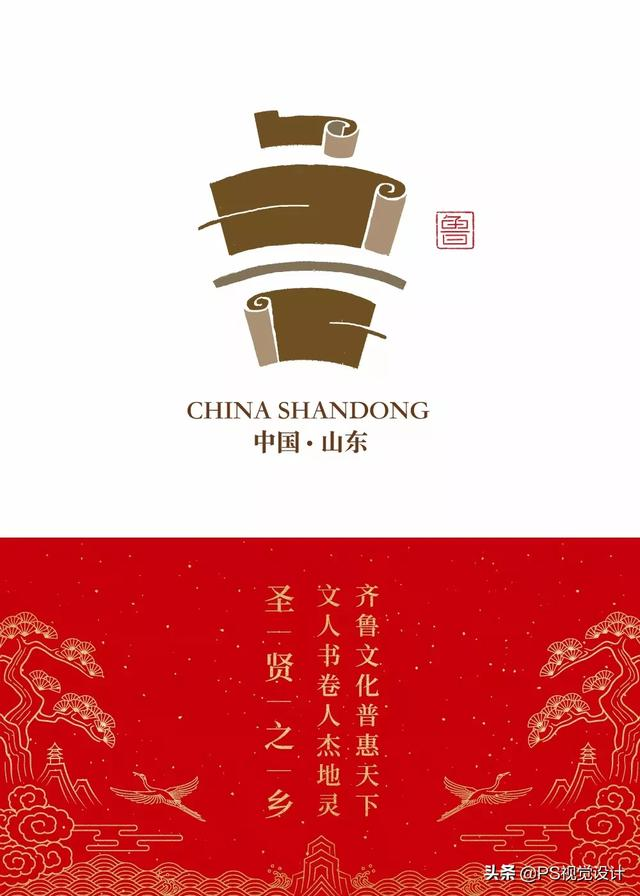 鲁
CHINA SHANDONG
中国·山东
齐鲁文化普惠天下
文人书卷人杰地灵
圣|贤|之|乡
头条 @PS视觉设计